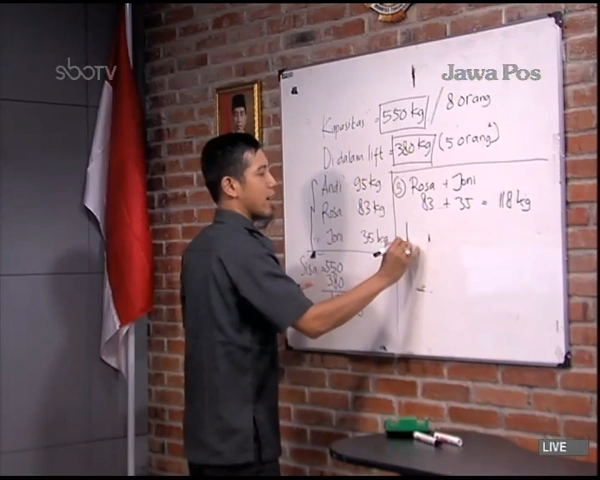 sboTV
Jawa Pos
Kapasitas = 550 kg / 8 orang
Di dalam lift = 380 kg (5 orang)
Andi 95 kg
Rosa 83 kg
Joni 35 kg
Sisa = 550
380
③ Rosa + Joni
83 + 35 = 118 kg
LIVE